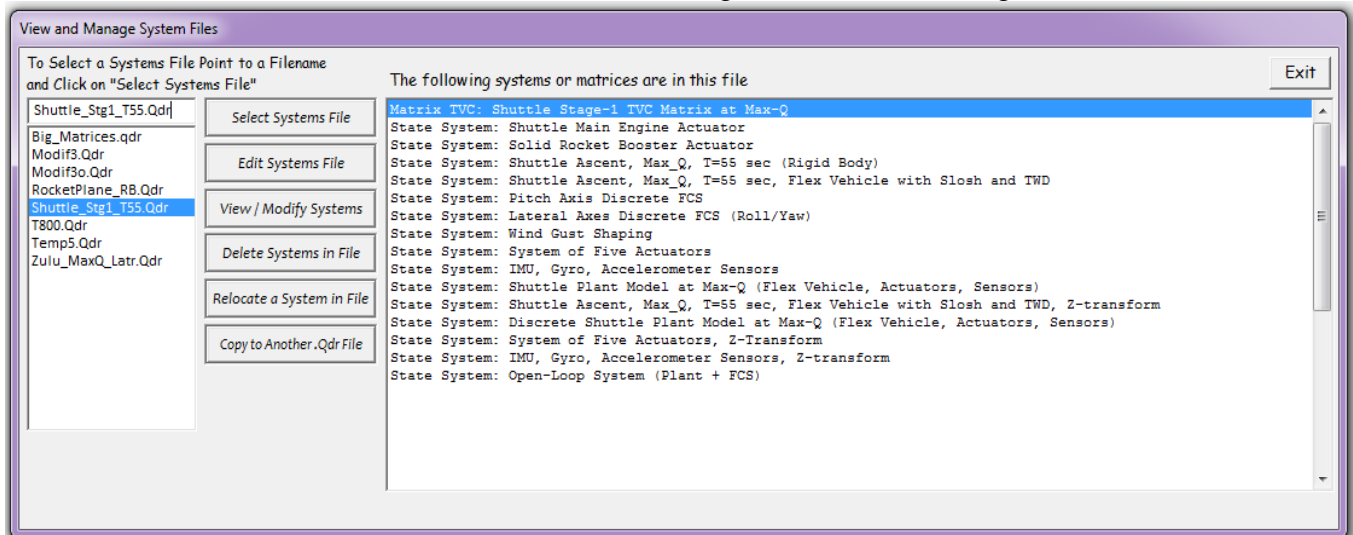 View and Manage System Files
To Select a Systems File Point to a Filename
and Click on "Select Systems File"
The following systems or matrices are in this file
Exit
Shuttle_Stg1_T55.Qdr
Big_Matrices.qdr
Modif3.Qdr
Modif3o.Qdr
RocketPlane_RB.Qdr
Shuttle_Stg1_T55.Qdr
T800.Qdr
Temp5.Qdr
Zulu_MaxQ_Latr.Qdr
Select Systems File
Edit Systems File
View / Modify Systems
Delete Systems in File
Relocate a System in File
Copy to Another .Qdr File
Matrix TVC: Shuttle Stage-1 TVC Matrix at Max-Q
State System: Shuttle Main Engine Actuator
State System: Solid Rocket Booster Actuator
State System: Shuttle Ascent, Max_Q, T=55 sec (Rigid Body)
State System: Shuttle Ascent, Max_Q, T=55 sec, Flex Vehicle with Slosh and TWD
State System: Pitch Axis Discrete FCS
State System: Lateral Axes Discrete FCS (Roll/Yaw)
State System: Wind Gust Shaping
State System: System of Five Actuators
State System: IMU, Gyro, Accelerometer Sensors
State System: Shuttle Plant Model at Max-Q (Flex Vehicle, Actuators, Sensors)
State System: Shuttle Ascent, Max_Q, T=55 sec, Flex Vehicle with Slosh and TWD, Z-transform
State System: Discrete Shuttle Plant Model at Max-Q (Flex Vehicle, Actuators, Sensors)
State System: System of Five Actuators, Z-Transform
State System: IMU, Gyro, Accelerometer Sensors, Z-transform
State System: Open-Loop System (Plant + FCS)